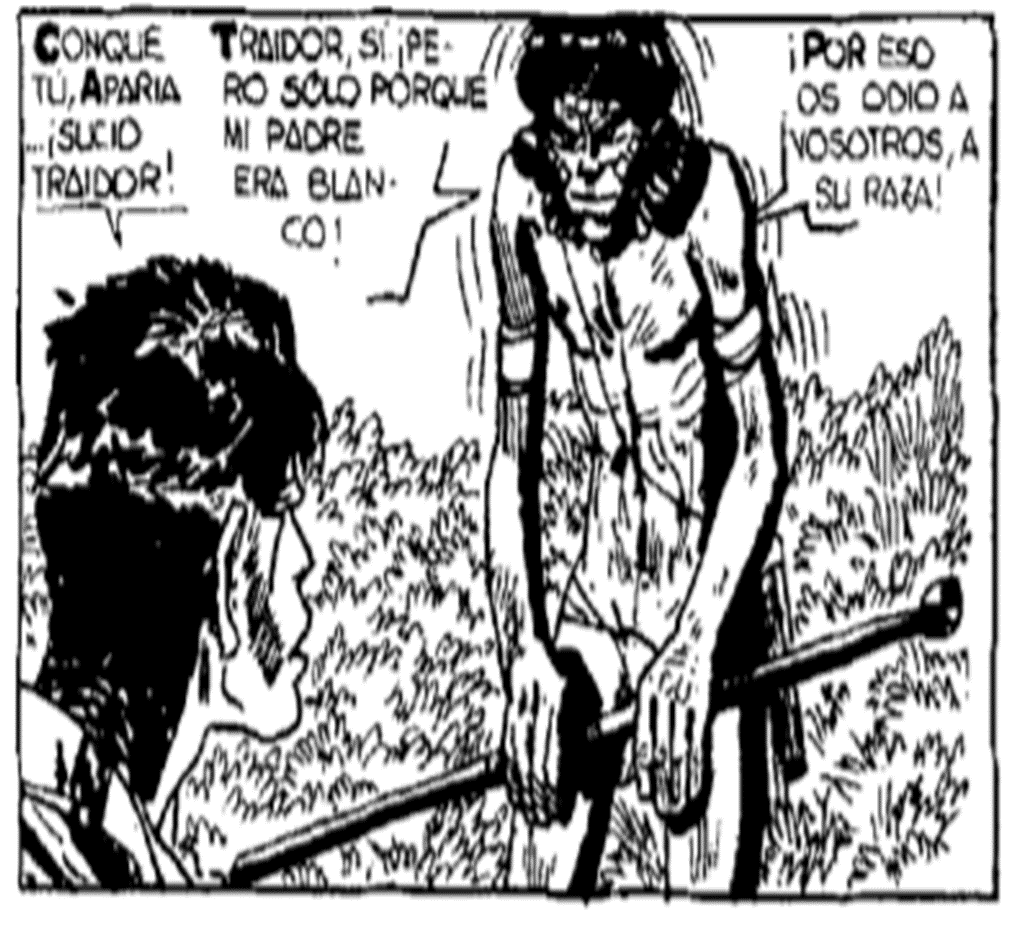 CONQUE
TÚ, APARIA
...¡SUCIO
TRAIDOR!
TRAIDOR, SÍ. ¡PE-
RO SÓLO PORQUE
MI PADRE
ERA BLAN-
CO!
¡POR ESO
OS ODIO A
VOSOTROS, A
SU RAZA!